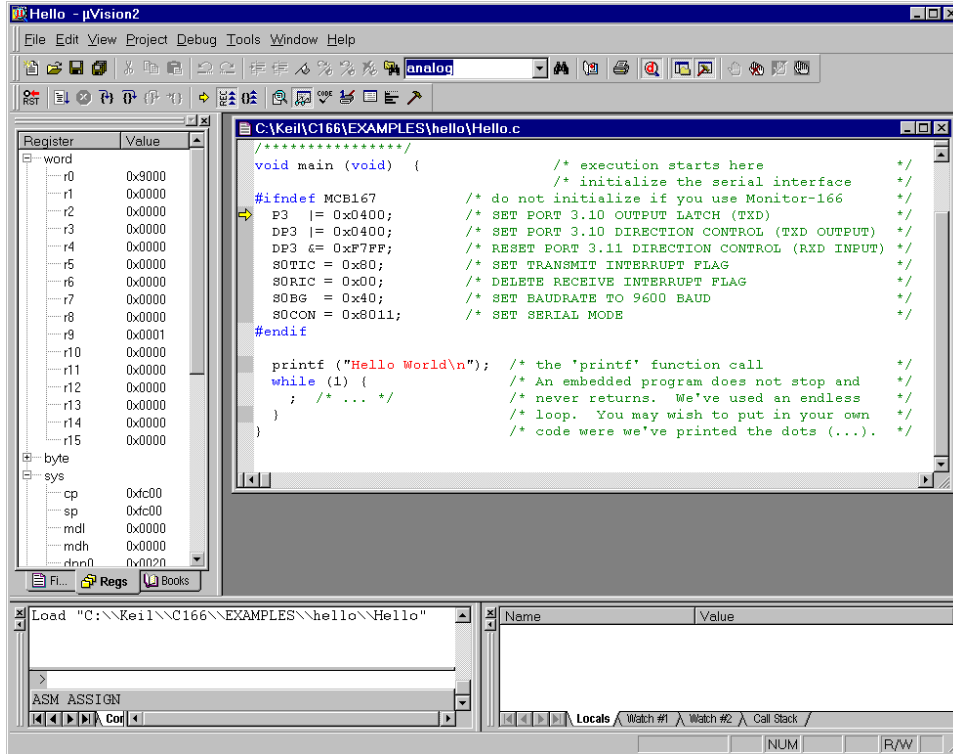 Hello - µVision2
File Edit View Project Debug Tools Window Help
analog
RST
CODE
Register Value
word
r0 0x9000
r1 0x0000
r2 0x0000
r3 0x0000
r4 0x0000
r5 0x0000
r6 0x0000
r7 0x0000
r8 0x0000
r9 0x0001
r10 0x0000
r11 0x0000
r12 0x0000
r13 0x0000
r14 0x0000
r15 0x0000
byte
sys
cp 0xfc00
sp 0xfc00
mdl 0x0000
mdh 0x0000
dpp0 0x0020
Fi... Regs Books
C:\Keil\C166\EXAMPLES\hello\Hello.c
/****************/
void main (void) { /* execution starts here */
/* initialize the serial interface */
#ifndef MCB167 /* do not initialize if you use Monitor-166 */
P3 |= 0x0400; /* SET PORT 3.10 OUTPUT LATCH (TXD) */
DP3 |= 0x0400; /* SET PORT 3.10 DIRECTION CONTROL (TXD OUTPUT) */
DP3 &= 0xF7FF; /* RESET PORT 3.11 DIRECTION CONTROL (RXD INPUT) */
S0TIC = 0x80; /* SET TRANSMIT INTERRUPT FLAG */
S0RIC = 0x00; /* DELETE RECEIVE INTERRUPT FLAG */
S0BG = 0x40; /* SET BAUDRATE TO 9600 BAUD */
S0CON = 0x8011; /* SET SERIAL MODE */
#endif
printf ("Hello World\n"); /* the 'printf' function call */
while (1) { /* An embedded program does not stop and */
; /* ... */ /* never returns. We've used an endless */
} /* loop. You may wish to put in your own */
} /* code were we've printed the dots (...). */
Load "C:\\Keil\\C166\\EXAMPLES\\hello\\Hello"
>
ASM ASSIGN
Name Value
Locals Watch #1 Watch #2 Call Stack
NUM R/W